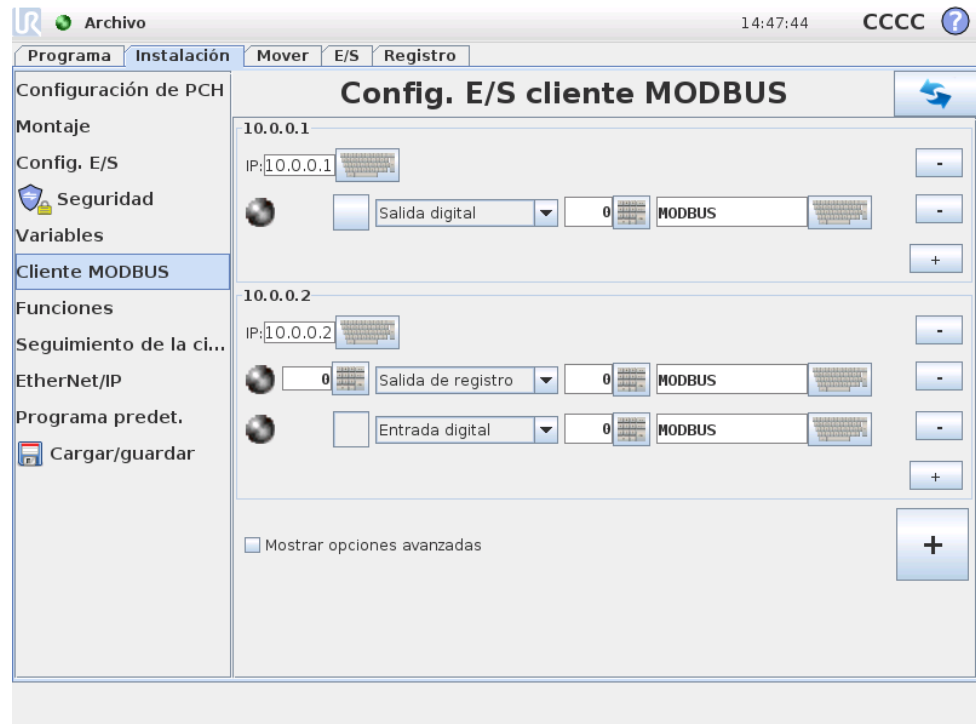 UR Archivo 14:47:44 CCCC ?
Programa Instalación Mover E/S Registro
Configuración de PCH
Montaje
Config. E/S
Seguridad
Variables
Cliente MODBUS
Funciones
Seguimiento de la ci...
EtherNet/IP
Programa predet.
Cargar/guardar
Config. E/S cliente MODBUS
10.0.0.1
IP: 10.0.0.1 -
Salida digital 0 MODBUS -
+
10.0.0.2
IP: 10.0.0.2 -
0 Salida de registro 0 MODBUS -
Entrada digital 0 MODBUS -
+
Mostrar opciones avanzadas +